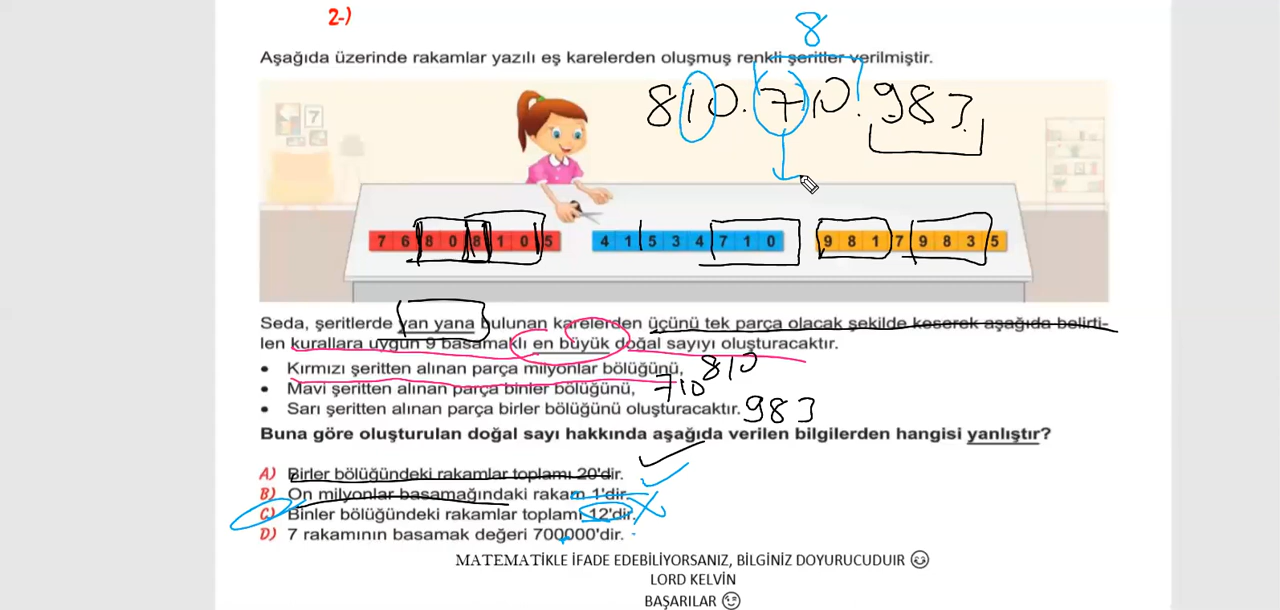 2-)
8
Aşağıda üzerinde rakamlar yazılı eş karelerden oluşmuş renkli şeritler verilmiştir.
810.710.983
7
7 6 8 0 8 1 0 5 4 1 5 3 4 7 1 0 9 8 1 7 9 8 3 5
Seda, şeritlerde yan yana bulunan karelerden üçünü tek parça olacak şekilde keserek aşağıda belirti-
len kurallara uygun 9 basamaklı en büyük doğal sayıyı oluşturacaktır.
• Kırmızı şeritten alınan parça milyonlar bölüğünü, 810
• Mavi şeritten alınan parça binler bölüğünü, 710
• Sarı şeritten alınan parça birler bölüğünü oluşturacaktır. 983
Buna göre oluşturulan doğal sayı hakkında aşağıda verilen bilgilerden hangisi yanlıştır?
A) Birler bölüğündeki rakamlar toplamı 20'dir.
B) On milyonlar basamağındaki rakam 1'dir.
C) Binler bölüğündeki rakamlar toplamı 12'dir.
D) 7 rakamının basamak değeri 700000'dir.
MATEMATİKLE İFADE EDEBİLİYORSANIZ, BİLGİNİZ DOYURUCUDUIR
LORD KELVİN
BAŞARILAR